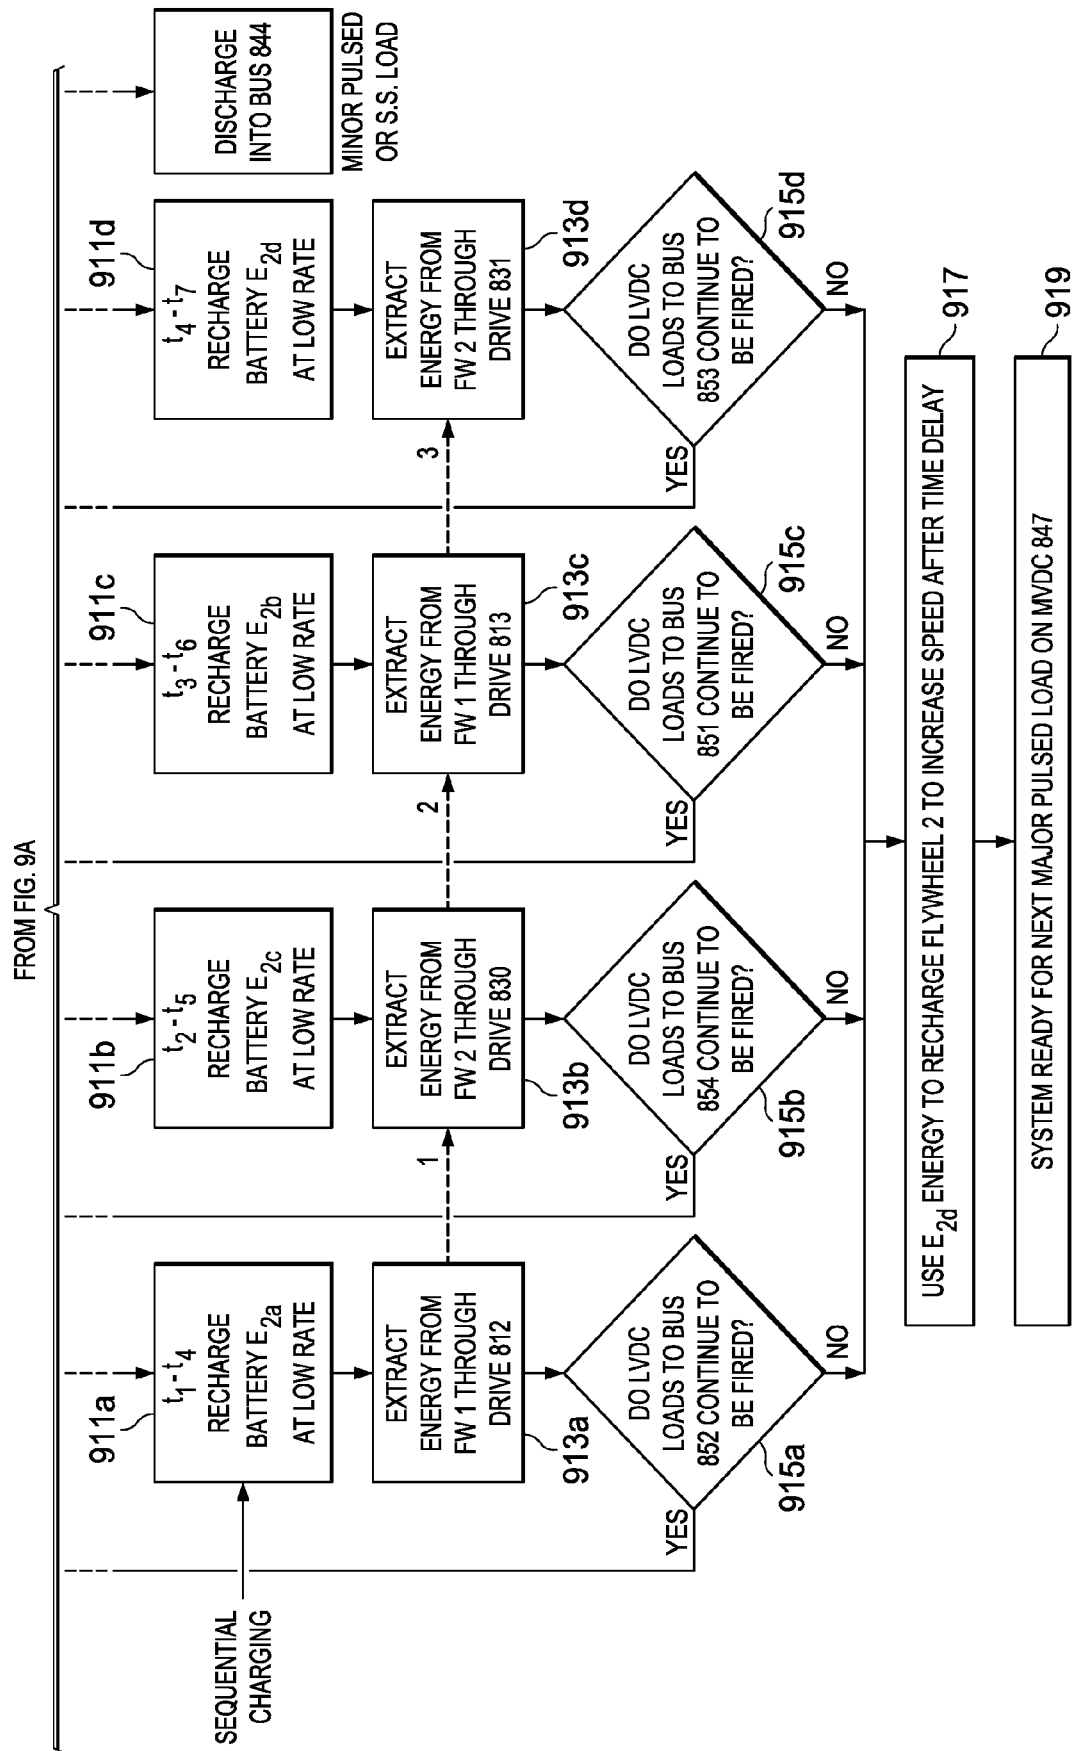 FROM FIG. 9A
SEQUENTIAL
CHARGING
911a
t1-t4
RECHARGE
BATTERY E2a
AT LOW RATE
911b
t2-t5
RECHARGE
BATTERY E2c
AT LOW RATE
911c
t3-t6
RECHARGE
BATTERY E2b
AT LOW RATE
911d
t4-t7
RECHARGE
BATTERY E2d
AT LOW RATE
DISCHARGE
INTO BUS 844
MINOR PULSED
OR S.S. LOAD
EXTRACT
ENERGY FROM
FW 1 THROUGH
DRIVE 812
913a
1
EXTRACT
ENERGY FROM
FW 2 THROUGH
DRIVE 830
913b
2
EXTRACT
ENERGY FROM
FW 1 THROUGH
DRIVE 813
913c
3
EXTRACT
ENERGY FROM
FW 2 THROUGH
DRIVE 831
913d
DO LVDC
LOADS TO BUS
852 CONTINUE TO
BE FIRED?
915a
YES
NO
DO LVDC
LOADS TO BUS
854 CONTINUE TO
BE FIRED?
915b
YES
NO
DO LVDC
LOADS TO BUS
851 CONTINUE TO
BE FIRED?
915c
YES
NO
DO LVDC
LOADS TO BUS
853 CONTINUE TO
BE FIRED?
915d
YES
NO
USE E2d ENERGY TO RECHARGE FLYWHEEL 2 TO INCREASE SPEED AFTER TIME DELAY
917
SYSTEM READY FOR NEXT MAJOR PULSED LOAD ON MVDC 847
919